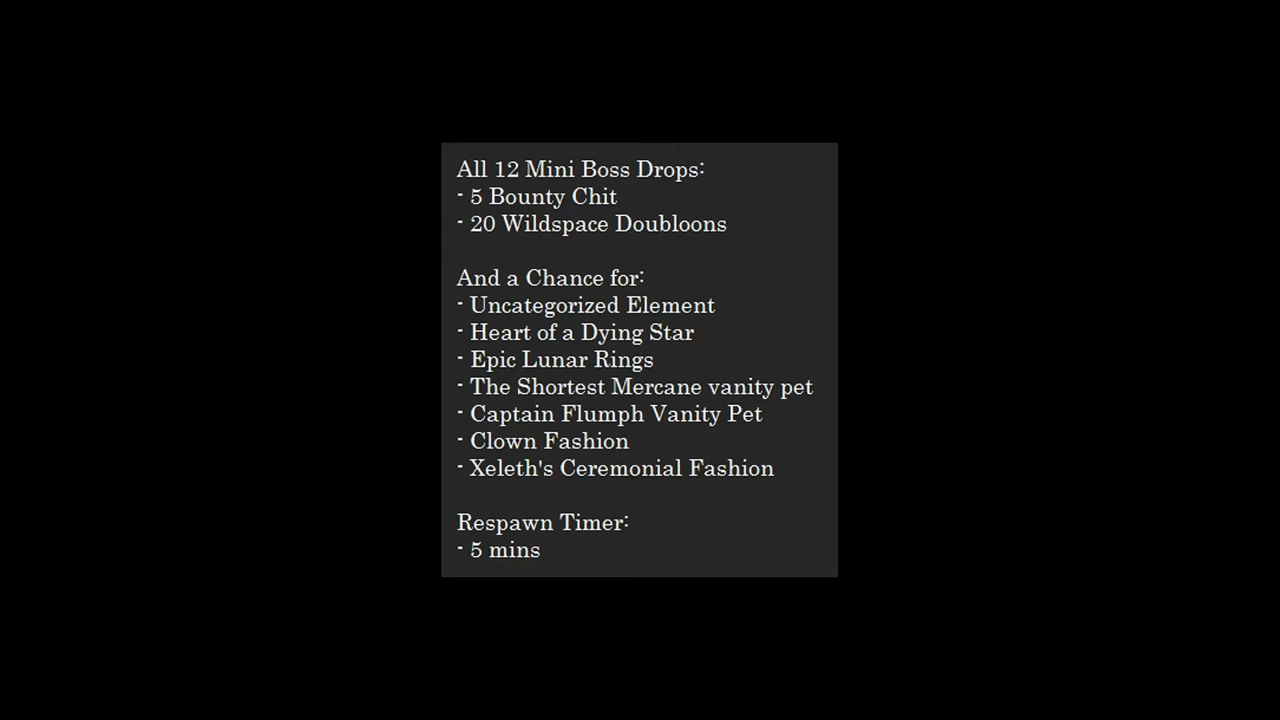 All 12 Mini Boss Drops:
- 5 Bounty Chit
- 20 Wildspace Doubloons
And a Chance for:
- Uncategorized Element
- Heart of a Dying Star
- Epic Lunar Rings
- The Shortest Mercane vanity pet
- Captain Flumph Vanity Pet
- Clown Fashion
- Xeleth's Ceremonial Fashion
Respawn Timer:
- 5 mins